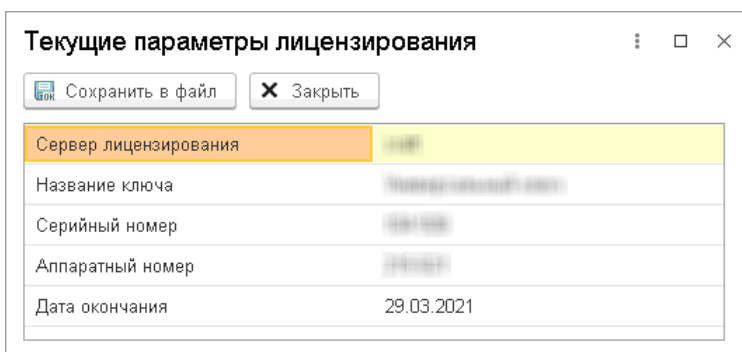 Текущие параметры лицензирования
Сохранить в файл Закрыть
Сервер лицензирования
Название ключа
Серийный номер
Аппаратный номер
Дата окончания 29.03.2021